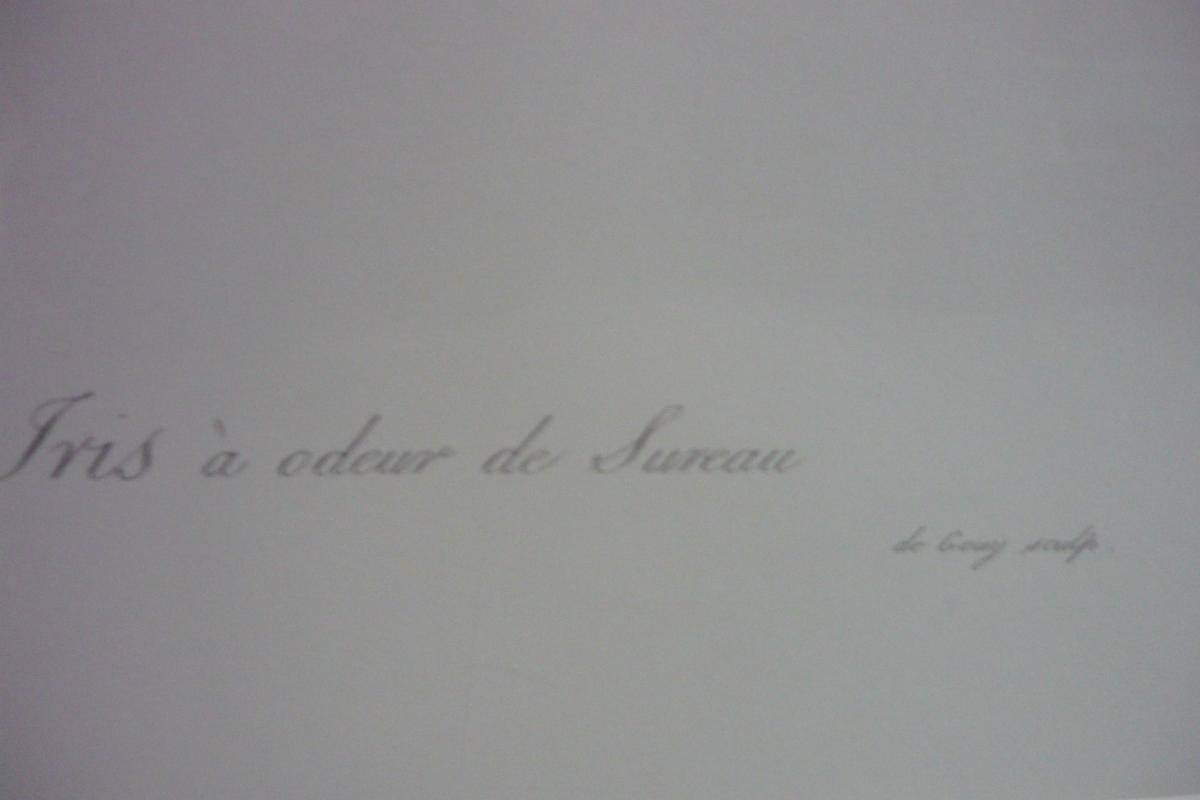 Iris à odeur de Sureau
de Gouy sculp.